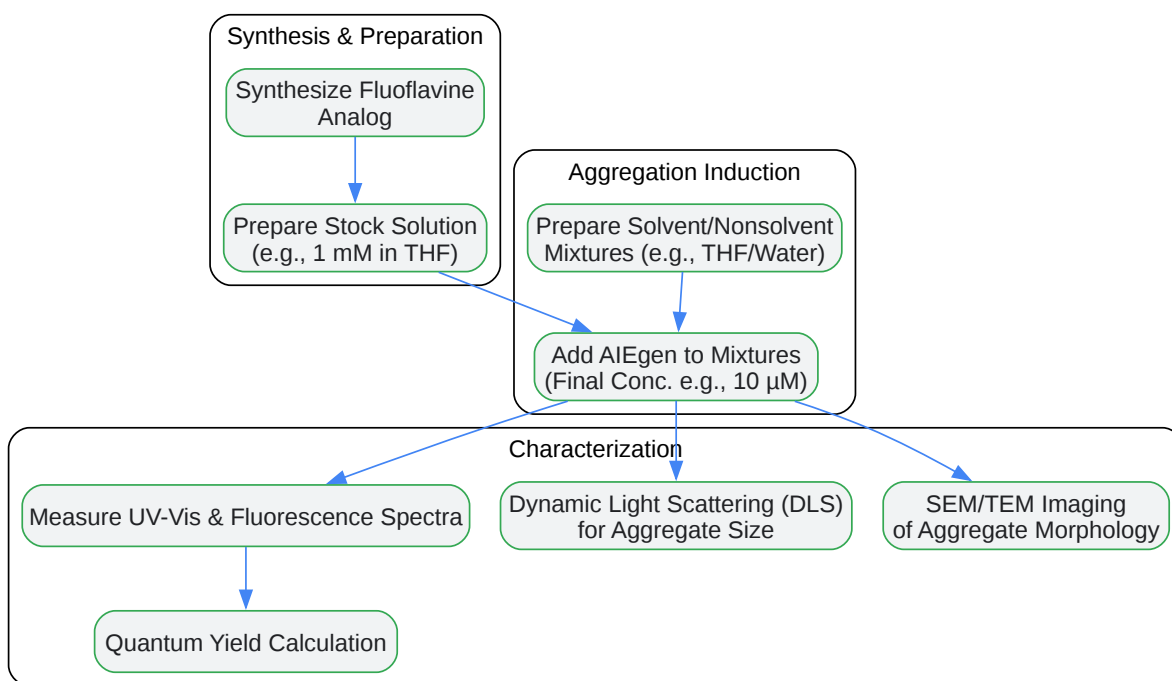 Synthesis & Preparation
Synthesize Fluoflavine
Analog
Prepare Stock Solution
(e.g., 1 mM in THF)
Aggregation Induction
Prepare Solvent/Nonsolvent
Mixtures (e.g., THF/Water)
Add AIEgen to Mixtures
(Final Conc. e.g., 10 µM)
Characterization
Measure UV-Vis & Fluorescence Spectra
Dynamic Light Scattering (DLS)
for Aggregate Size
SEM/TEM Imaging
of Aggregate Morphology
Quantum Yield Calculation